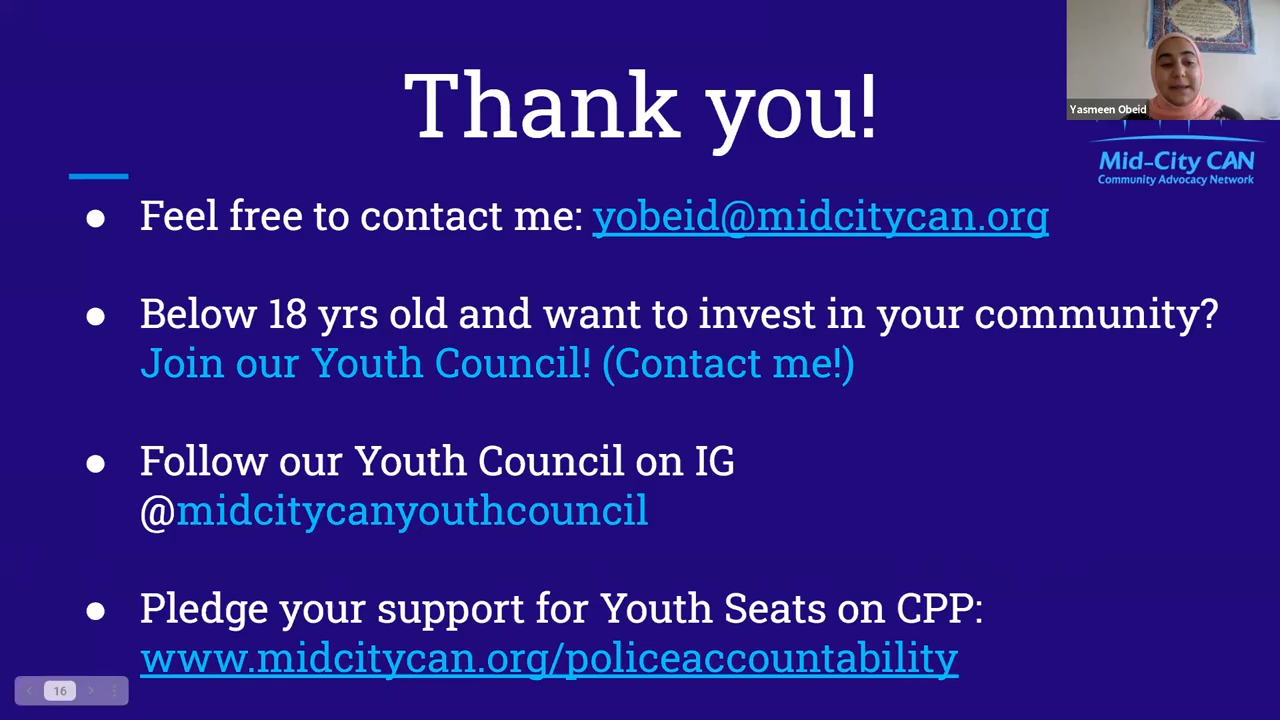 Thank you!
Yasmeen Obeid
Mid-City CAN
Community Advocacy Network
● Feel free to contact me: yobeid@midcitycan.org
● Below 18 yrs old and want to invest in your community?
Join our Youth Council! (Contact me!)
● Follow our Youth Council on IG
@midcitycanyouthcouncil
● Pledge your support for Youth Seats on CPP:
www.midcitycan.org/policeaccountability
16